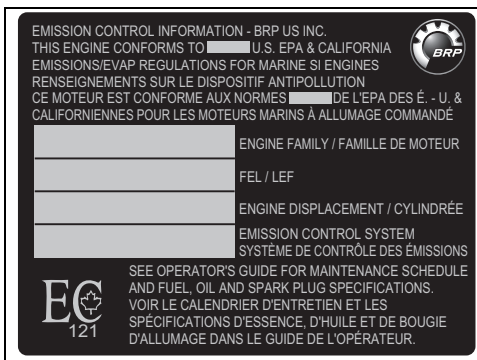 EMISSION CONTROL INFORMATION - BRP US INC.
THIS ENGINE CONFORMS TO U.S. EPA & CALIFORNIA
EMISSIONS/EVAP REGULATIONS FOR MARINE SI ENGINES
RENSEIGNEMENTS SUR LE DISPOSITIF ANTIPOLLUTION
CE MOTEUR EST CONFORME AUX NORMES DE L'EPA DES É. - U. &
CALIFORNIENNES POUR LES MOTEURS MARINS À ALLUMAGE COMMANDÉ
BRP
ENGINE FAMILY / FAMILLE DE MOTEUR
FEL / LEF
ENGINE DISPLACEMENT / CYLINDRÉE
EMISSION CONTROL SYSTEM
SYSTÈME DE CONTRÔLE DES ÉMISSIONS
EC
121
SEE OPERATOR'S GUIDE FOR MAINTENANCE SCHEDULE
AND FUEL, OIL AND SPARK PLUG SPECIFICATIONS.
VOIR LE CALENDRIER D'ENTRETIEN ET LES
SPÉCIFICATIONS D'ESSENCE, D'HUILE ET DE BOUGIE
D'ALLUMAGE DANS LE GUIDE DE L'OPÉRATEUR.